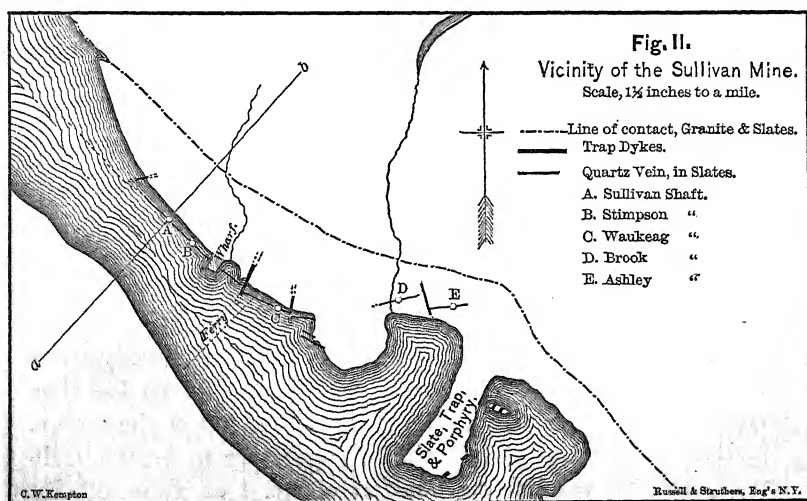 Fig. II.
Vicinity of the Sullivan Mine.
Scale, 1½ inches to a mile.
Line of contact, Granite & Slates.
Trap Dykes.
Quartz Vein, in Slates.
A. Sullivan Shaft.
B. Stimpson "
C. Waukeag "
D. Brook "
E. Ashley "
b
A
B
Wharf.
Ferry
C
D
E
a
Slate, Trap,
& Porphyry.
C. W. Kempton
Russell & Struthers, Eng's N. Y.